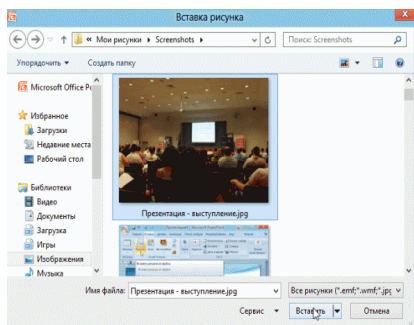 Вставка рисунка
« Мои рисунки ▸ Screenshots ▸
Поиск: Screenshots
Упорядочить ▾ Создать папку
Microsoft Office Po
Избранное
Загрузки
Недавние места
Рабочий стол
Библиотеки
Видео
Документы
Загрузка
Игры
Изображения
Музыка
Презентация - выступление.jpg
Имя файла: Презентация - выступление.jpg
Все рисунки (*.emf;*.wmf;*.jpg
Сервис ▾ Вставить Отмена